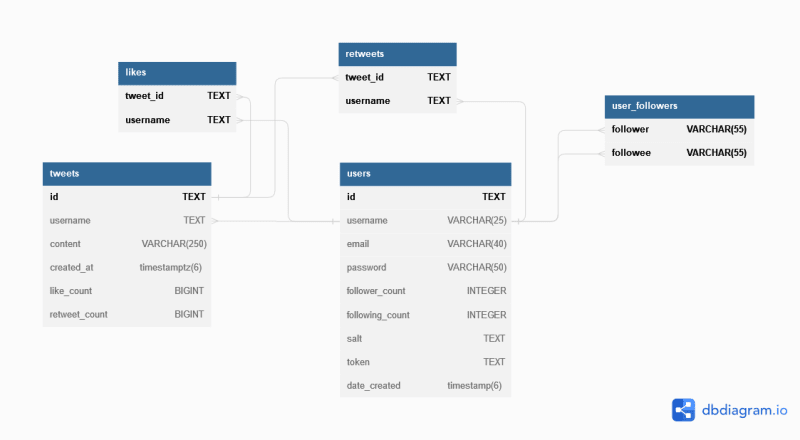 likes
tweet_id TEXT
username TEXT
retweets
tweet_id TEXT
username TEXT
user_followers
follower VARCHAR(55)
followee VARCHAR(55)
tweets
id TEXT
username TEXT
content VARCHAR(250)
created_at timestamptz(6)
like_count BIGINT
retweet_count BIGINT
users
id TEXT
username VARCHAR(25)
email VARCHAR(40)
password VARCHAR(50)
follower_count INTEGER
following_count INTEGER
salt TEXT
token TEXT
date_created timestamp(6)
dbdiagram.io